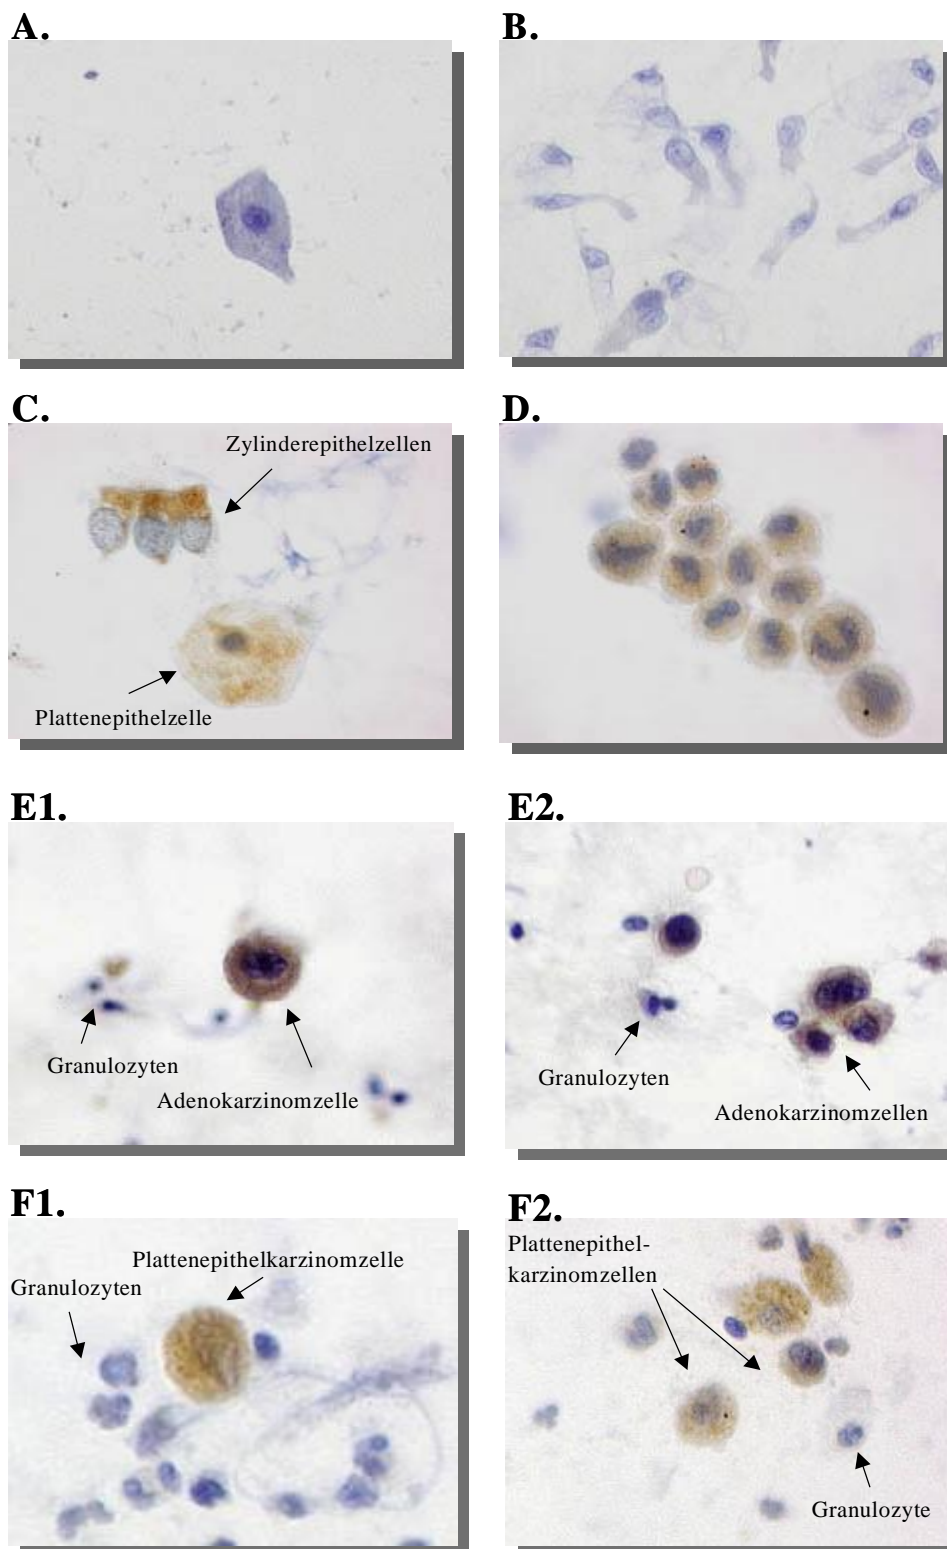 A.
B.
C.
Zylinderepithelzellen
Plattenepithelzelle
D.
E1.
Granulozyten
Adenokarzinomzelle
E2.
Granulozyten
Adenokarzinomzellen
F1.
Plattenepithelkarzinomzelle
Granulozyten
F2.
Plattenepithel-
karzinomzellen
Granulozyte